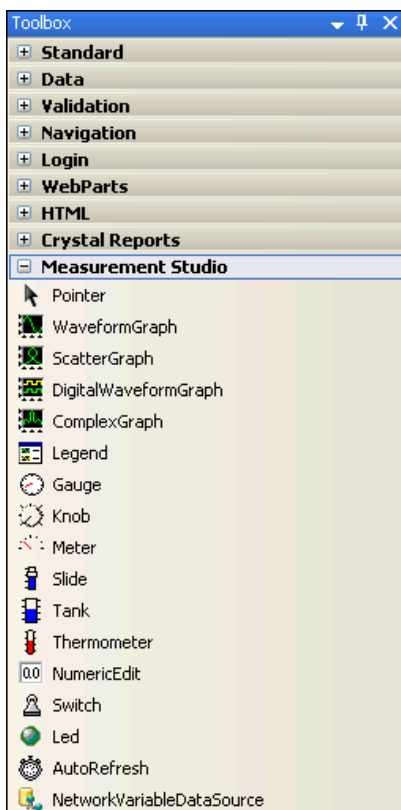 Toolbox
Standard
Data
Validation
Navigation
Login
WebParts
HTML
Crystal Reports
Measurement Studio
Pointer
WaveformGraph
ScatterGraph
DigitalWaveformGraph
ComplexGraph
Legend
Gauge
Knob
Meter
Slide
Tank
Thermometer
0.0 NumericEdit
Switch
Led
AutoRefresh
NetworkVariableDataSource